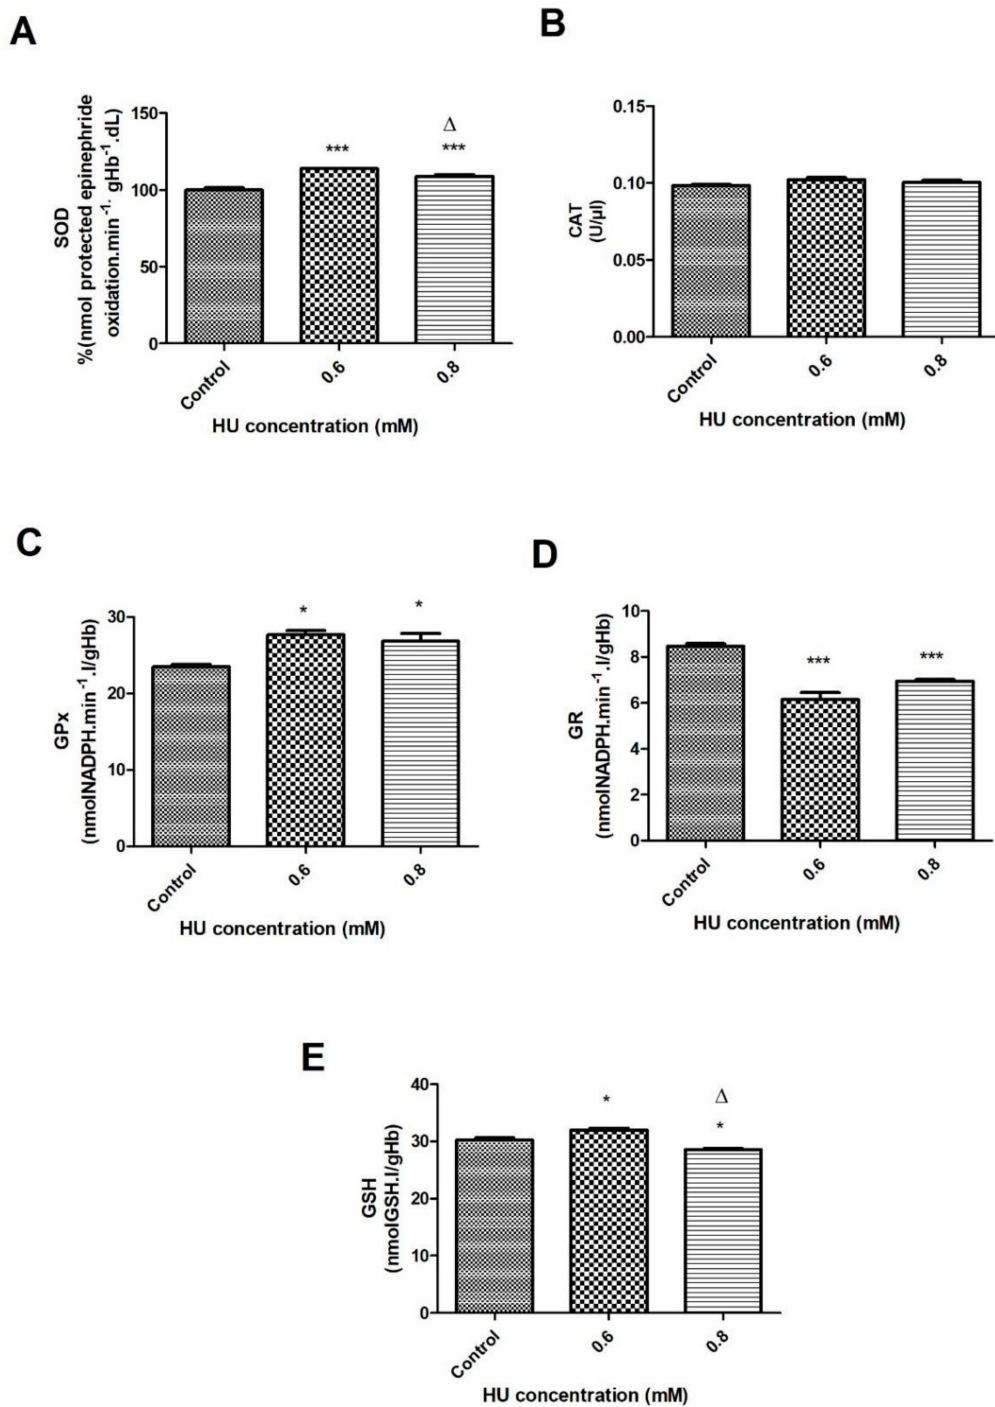 A
SOD
%(nmol protected epinephride
oxidation.min⁻¹· gHb⁻¹.dL)
150
100
50
0
***
Δ
***
Control
0.6
0.8
HU concentration (mM)
B
CAT
(U/µl)
0.15
0.10
0.05
0.00
Control
0.6
0.8
HU concentration (mM)
C
GPx
(nmolNADPH.min⁻¹.l/gHb)
30
20
10
0
*
*
Control
0.6
0.8
HU concentration (mM)
D
GR
(nmolNADPH.min⁻¹.l/gHb)
10
8
6
4
2
0
***
***
Control
0.6
0.8
HU concentration (mM)
E
GSH
(nmolGSH.l/gHb)
40
30
20
10
0
*
Δ
*
Control
0.6
0.8
HU concentration (mM)